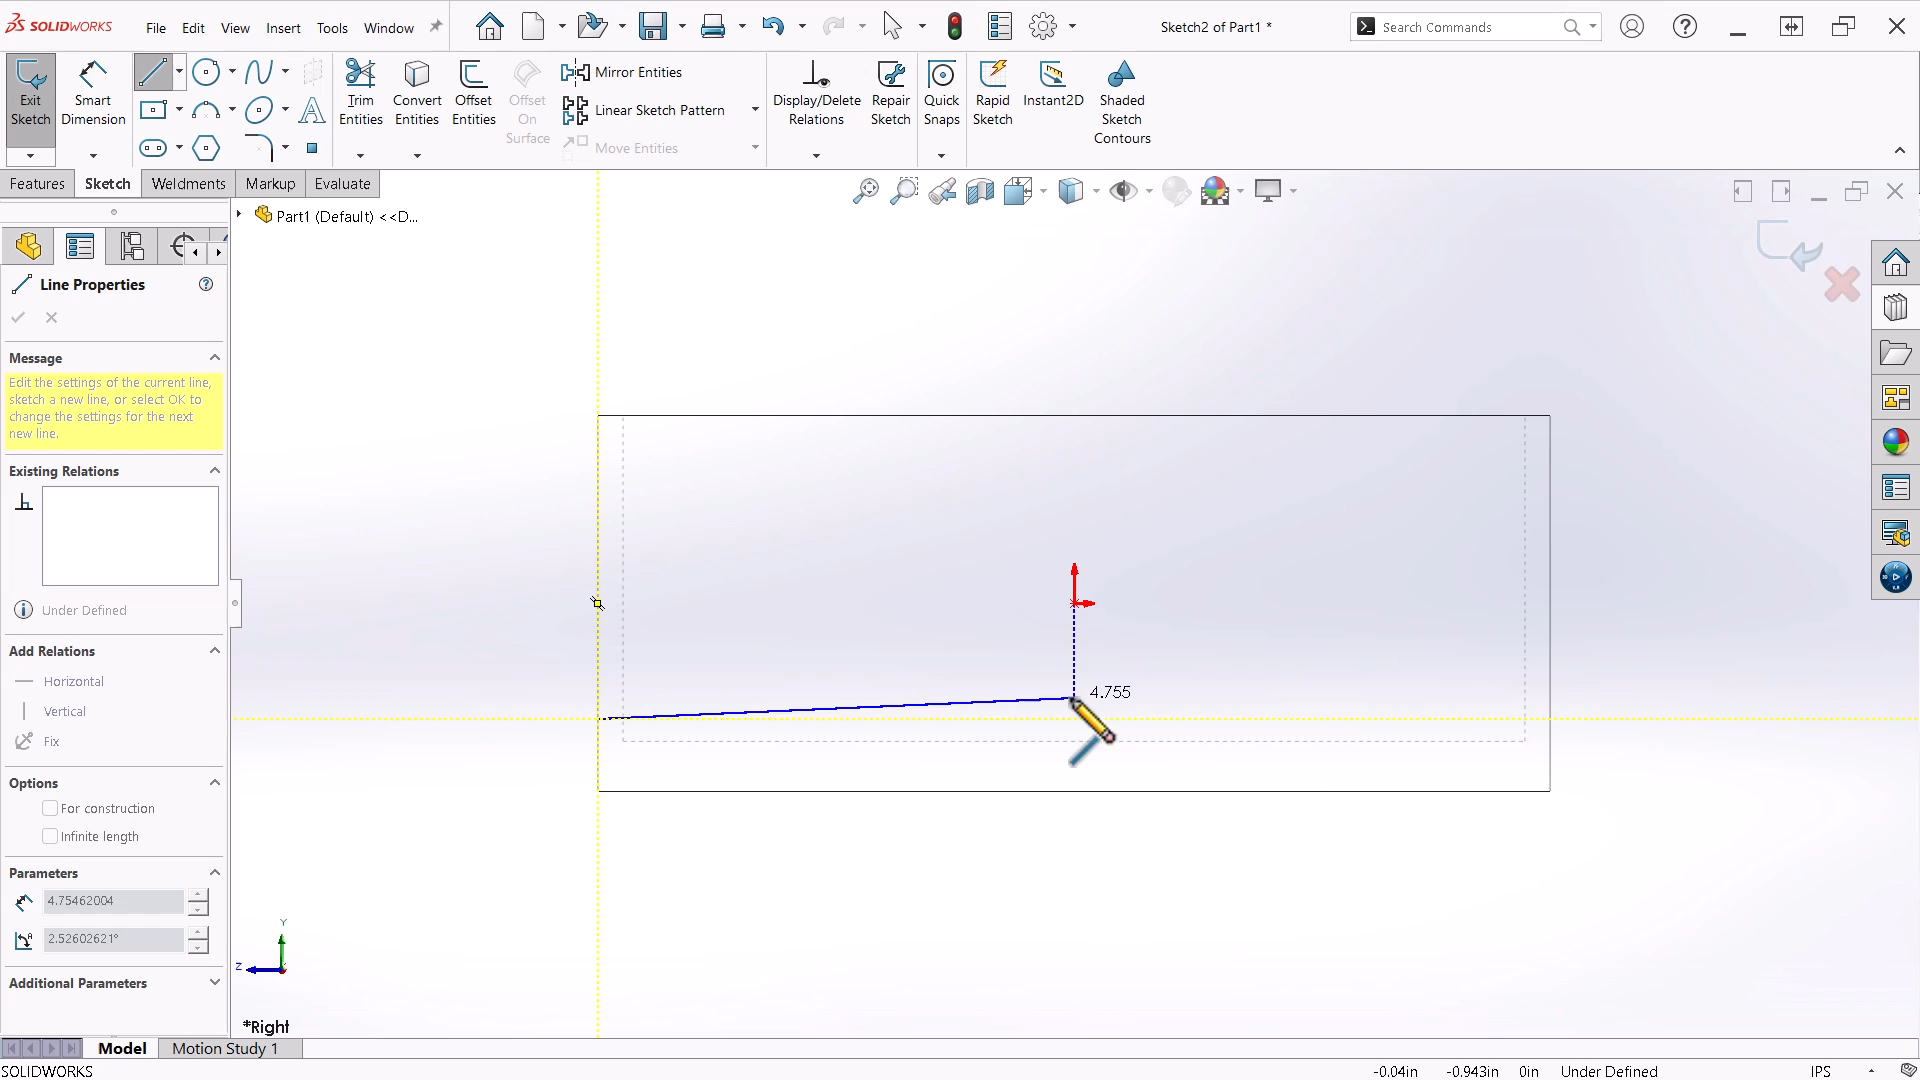 SOLIDWORKS
File Edit View Insert Tools Window
Sketch2 of Part1 *
Search Commands
Exit Sketch
Smart Dimension
Trim Entities
Convert Entities
Offset Entities
Offset On Surface
Mirror Entities
Linear Sketch Pattern
Move Entities
Display/Delete Relations
Repair Sketch
Quick Snaps
Rapid Sketch
Instant2D
Shaded Sketch Contours
Features Sketch Weldments Markup Evaluate
Part1 (Default) <<D...
Line Properties
Message
Edit the settings of the current line,
sketch a new line, or select OK to
change the settings for the next
new line.
Existing Relations
Under Defined
Add Relations
Horizontal
Vertical
Fix
Options
For construction
Infinite length
Parameters
4.75462004
2.52602621°
Additional Parameters
4.755
Y
Z
*Right
Model Motion Study 1
SOLIDWORKS
-0.04in -0.943in 0in Under Defined IPS